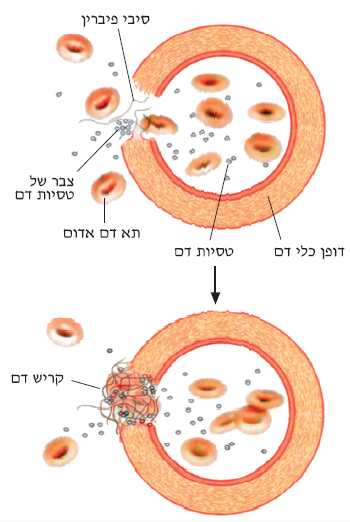 סיבי פיברין
צבר של
טסיות דם
תא דם אדום
טסיות דם
דופן כלי דם
קריש דם